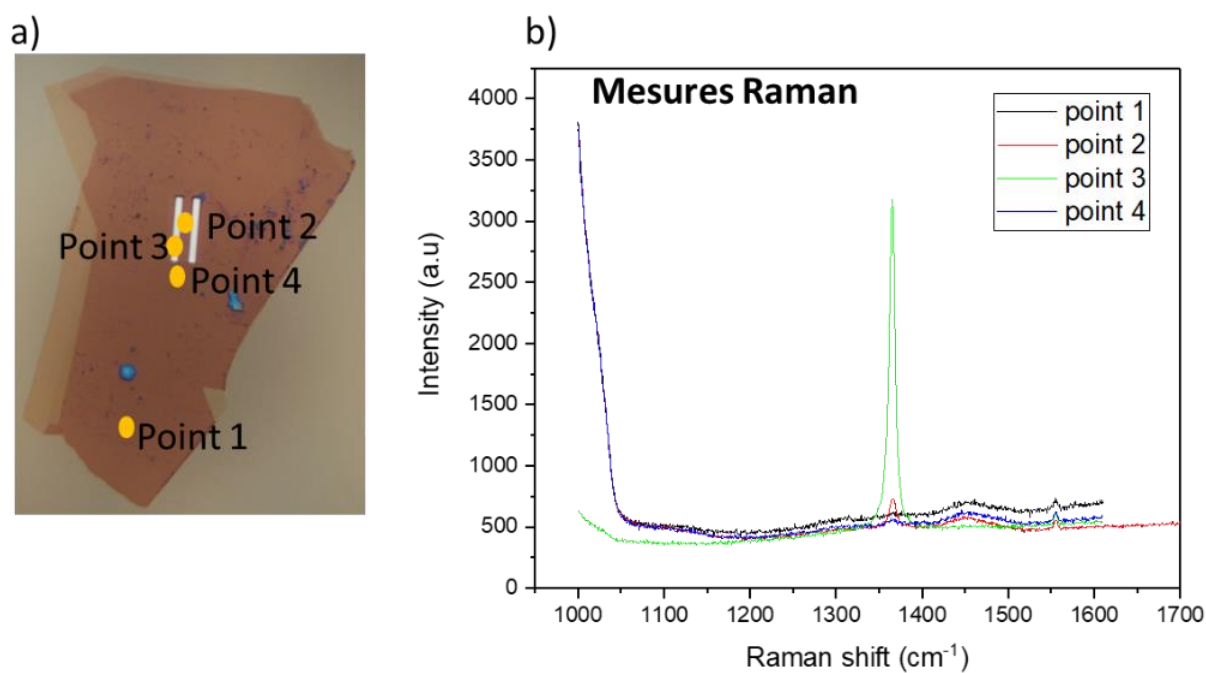 a)
Point 2
Point 3
Point 4
Point 1
b)
Mesures Raman
point 1
point 2
point 3
point 4
4000
3500
3000
2500
2000
1500
1000
500
0
Intensity (a.u)
1000 1100 1200 1300 1400 1500 1600 1700
Raman shift (cm⁻¹)